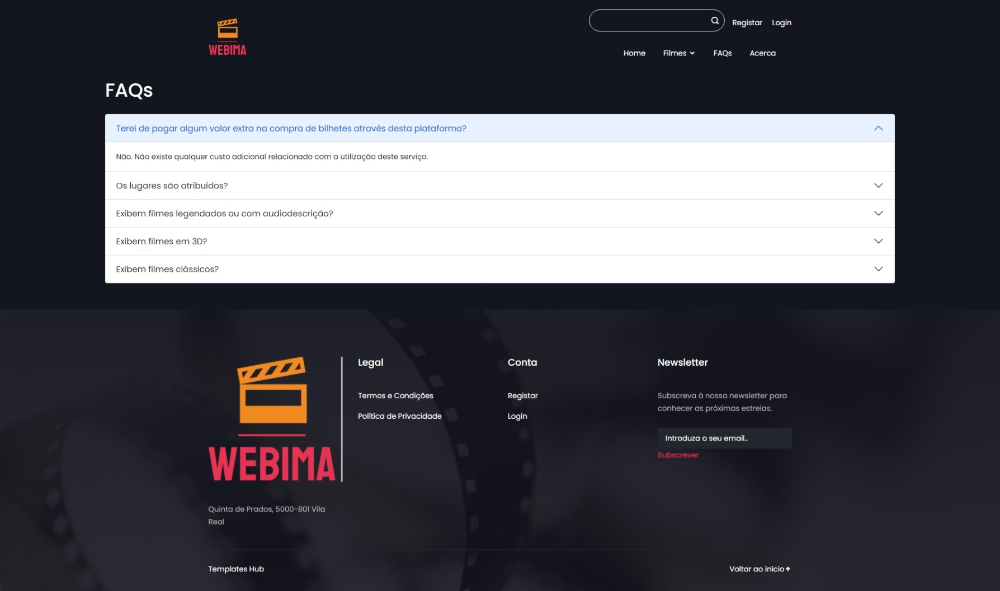 WEBIMA
Registar
Login
Home
Filmes
FAQs
Acerca
FAQs
Terei de pagar algum valor extra na compra de bilhetes através desta plataforma?
Não. Não existe qualquer custo adicional relacionado com a utilização deste serviço.
Os lugares são atribuídos?
Exibem filmes legendados ou com audiodescrição?
Exibem filmes em 3D?
Exibem filmes clássicos?
WEBIMA
Quinta de Prados, 5000-801 Vila
Real
Legal
Termos e Condições
Política de Privacidade
Conta
Registar
Login
Newsletter
Subscreva à nossa newsletter para
conhecer as próximas estreias.
Introduza o seu email..
Subscrever
Templates Hub
Voltar ao início